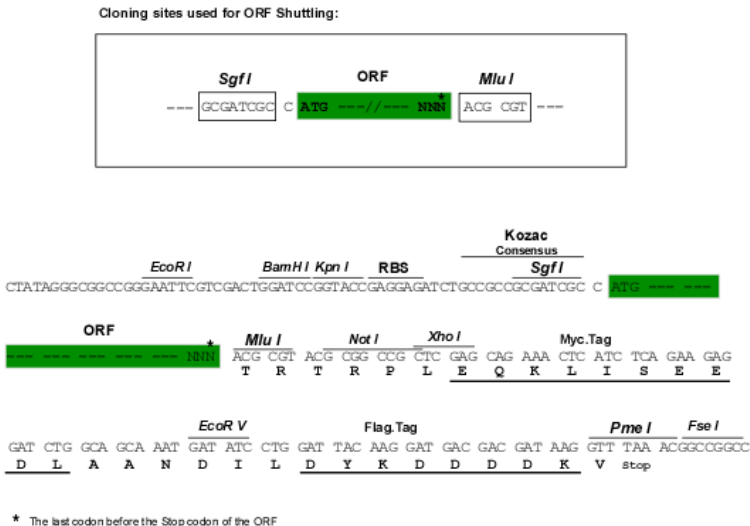 Cloning sites used for ORF Shuttling:
Sgf I ORF Mlu I
*
--- GCGATCGC C ATG ---//--- NNN ACG CGT ---
Kozac
Consensus
EcoR I BamH I Kpn I RBS Sgf I
CTATAGGGCGGCCGGGAATTCGTCGACTGGATCCGGTACCGAGGAGATCTGCCGCCGCGATCGC C ATG --- ---
ORF
* Mlu I Not I Xho I Myc.Tag
--- --- --- --- --- --- NNN ACG CGT ACG CGG CCG CTC GAG CAG AAA CTC ATC TCA GAA GAG
T R T R P L E Q K L I S E E
EcoR V Flag.Tag Pme I Fse I
GAT CTG GCA GCA AAT GAT ATC CTG GAT TAC AAG GAT GAC GAC GAT AAG GTT TAA ACGGCCGGCC
D L A A N D I L D Y K D D D D K V Stop
* The last codon before the Stop codon of the ORF